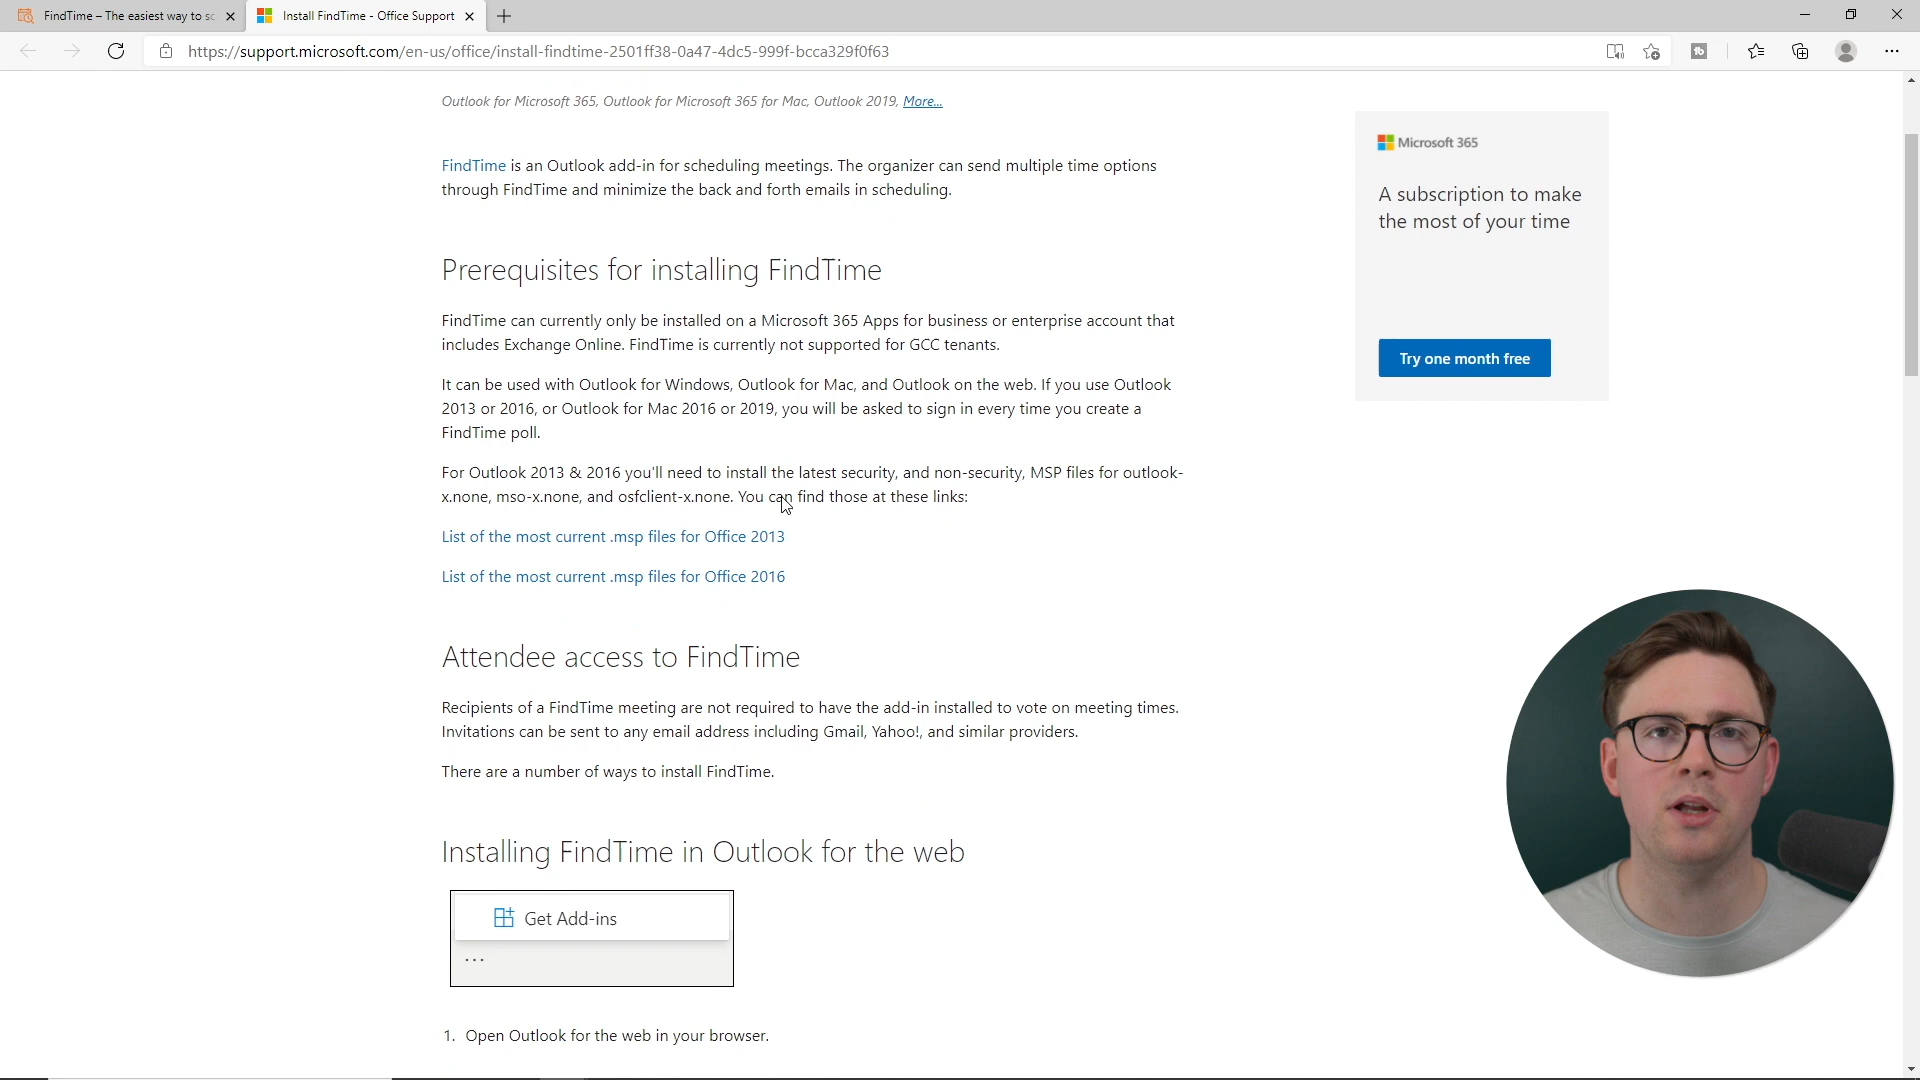 FindTime – The easiest way to sc
Install FindTime - Office Support
https://support.microsoft.com/en-us/office/install-findtime-2501ff38-0a47-4dc5-999f-bcca329f0f63
Outlook for Microsoft 365, Outlook for Microsoft 365 for Mac, Outlook 2019, More...
FindTime is an Outlook add-in for scheduling meetings. The organizer can send multiple time options
through FindTime and minimize the back and forth emails in scheduling.
Prerequisites for installing FindTime
FindTime can currently only be installed on a Microsoft 365 Apps for business or enterprise account that
includes Exchange Online. FindTime is currently not supported for GCC tenants.
It can be used with Outlook for Windows, Outlook for Mac, and Outlook on the web. If you use Outlook
2013 or 2016, or Outlook for Mac 2016 or 2019, you will be asked to sign in every time you create a
FindTime poll.
For Outlook 2013 & 2016 you'll need to install the latest security, and non-security, MSP files for outlook-
x.none, mso-x.none, and osfclient-x.none. You can find those at these links:
List of the most current .msp files for Office 2013
List of the most current .msp files for Office 2016
Attendee access to FindTime
Recipients of a FindTime meeting are not required to have the add-in installed to vote on meeting times.
Invitations can be sent to any email address including Gmail, Yahoo!, and similar providers.
There are a number of ways to install FindTime.
Installing FindTime in Outlook for the web
Get Add-ins
...
1. Open Outlook for the web in your browser.
Microsoft 365
A subscription to make
the most of your time
Try one month free